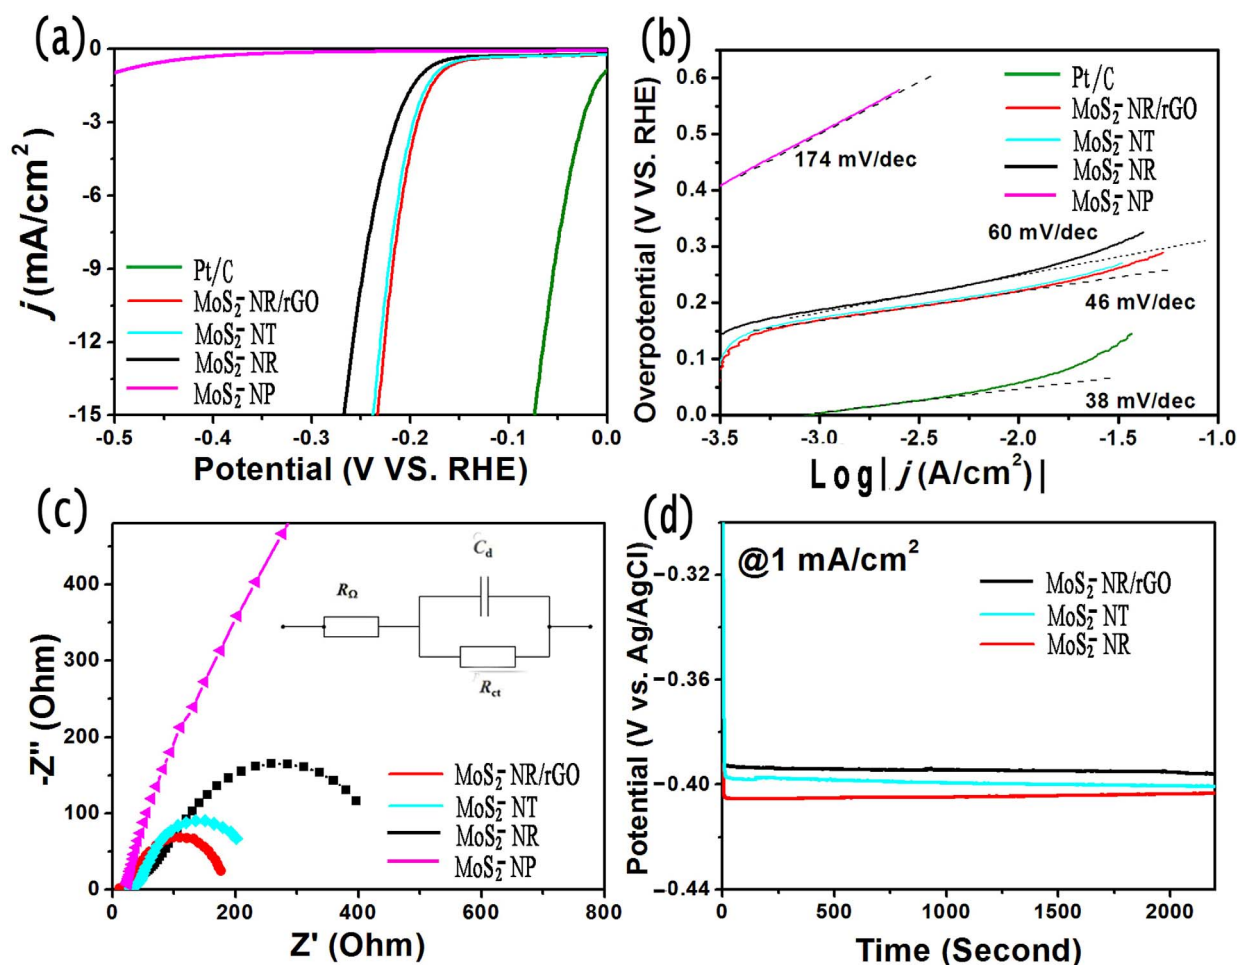 (a)
0
-3
-6
-9
-12
-15
j (mA/cm²)
-0.5 -0.4 -0.3 -0.2 -0.1 0.0
Potential (V VS. RHE)
Pt/C
MoS₂- NR/rGO
MoS₂- NT
MoS₂- NR
MoS₂- NP
(b)
0.6
0.5
0.4
0.3
0.2
0.1
0.0
Overpotential (V VS. RHE)
-3.5 -3.0 -2.5 -2.0 -1.5 -1.0
Log| j (A/cm²)|
Pt/C
MoS₂- NR/rGO
MoS₂- NT
MoS₂- NR
MoS₂- NP
174 mV/dec
60 mV/dec
46 mV/dec
38 mV/dec
(c)
400
300
200
100
0
-Z'' (Ohm)
0 200 400 600 800
Z' (Ohm)
C_d
R_Ω
R_ct
MoS₂- NR/rGO
MoS₂- NT
MoS₂- NR
MoS₂- NP
(d)
@1 mA/cm²
-0.32
-0.36
-0.40
-0.44
Potential (V vs. Ag/AgCl)
0 500 1000 1500 2000
Time (Second)
MoS₂- NR/rGO
MoS₂- NT
MoS₂- NR